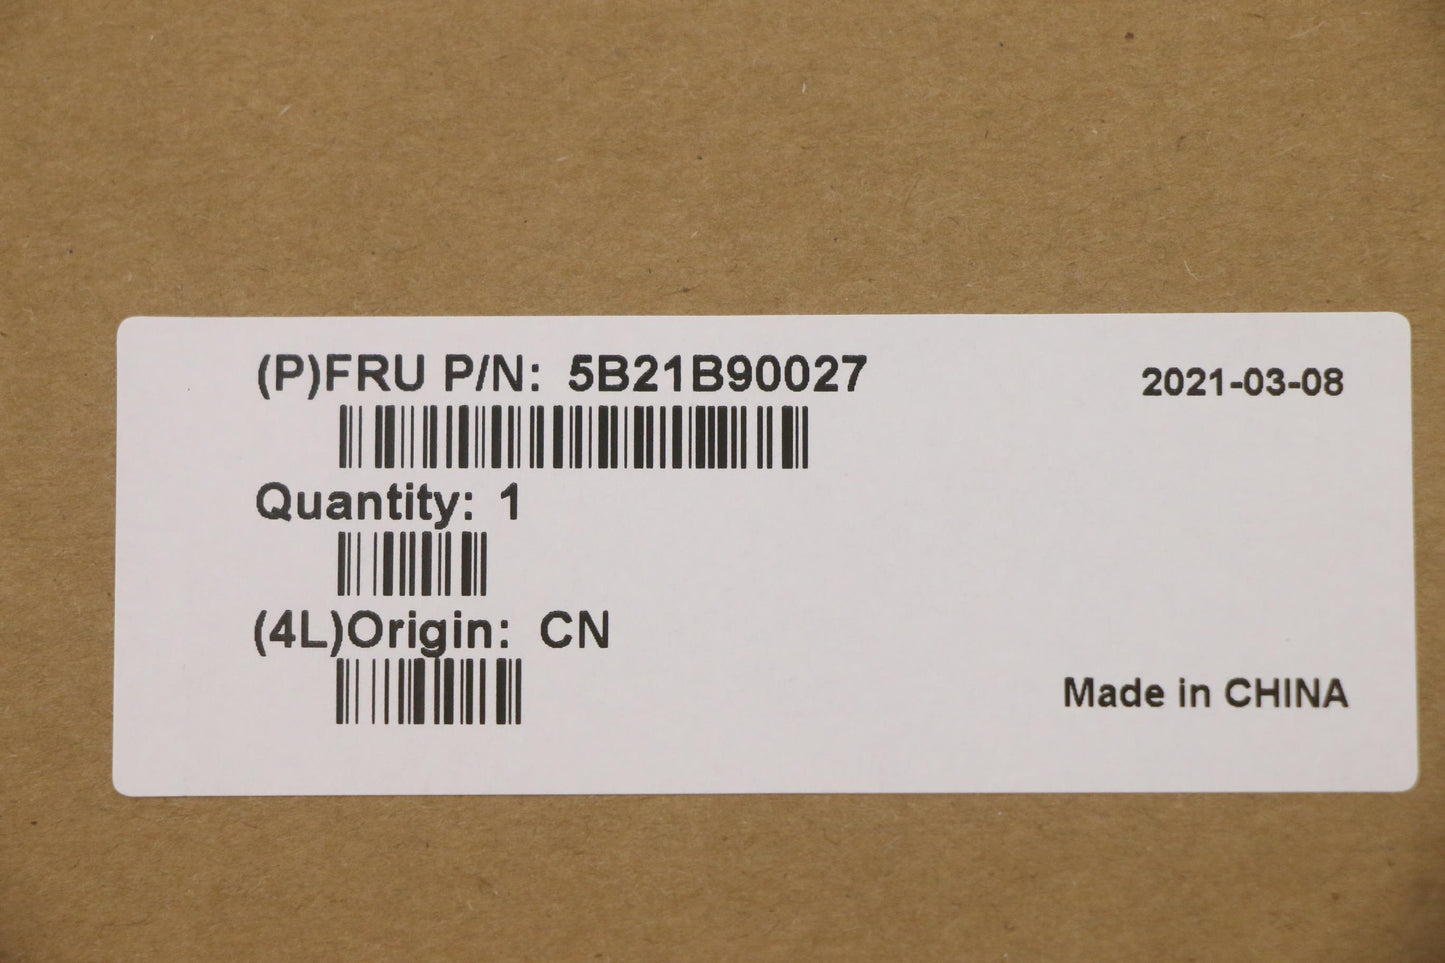 (P)FRU P/N: 5B21B90027
2021-03-08
Quantity: 1
(4L)Origin: CN
Made in CHINA